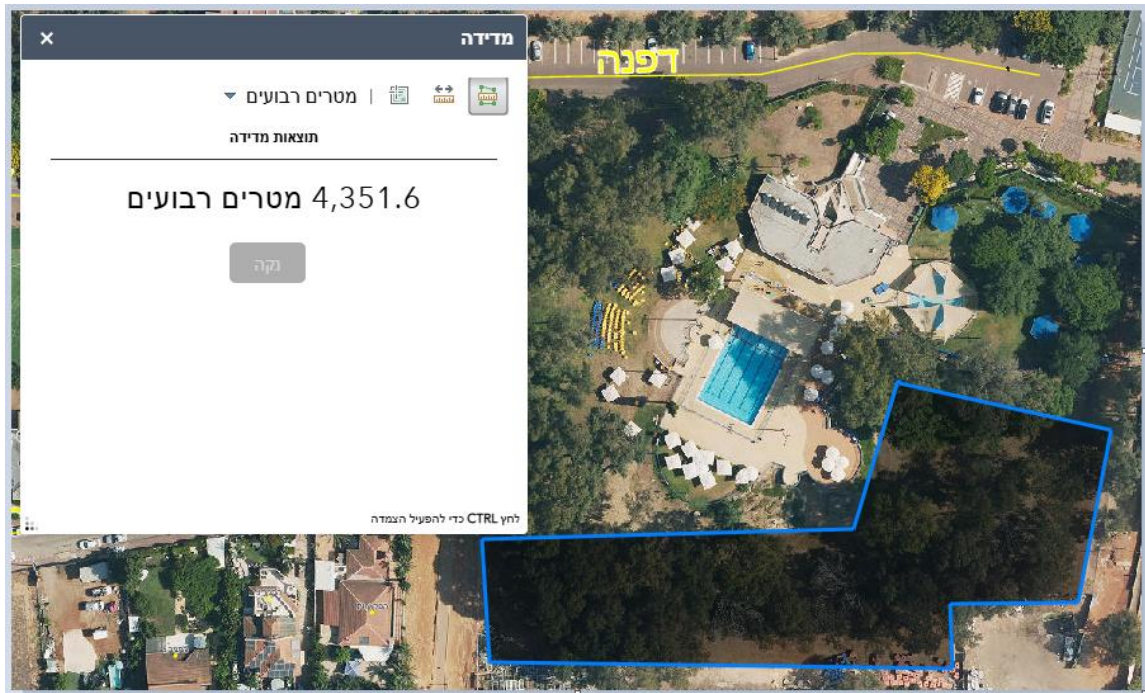 מדידה
דפנה
מטרים רבועים
תוצאות מדידה
4,351.6 מטרים רבועים
נקה
לחץ CTRL כדי להפעיל הצמדה